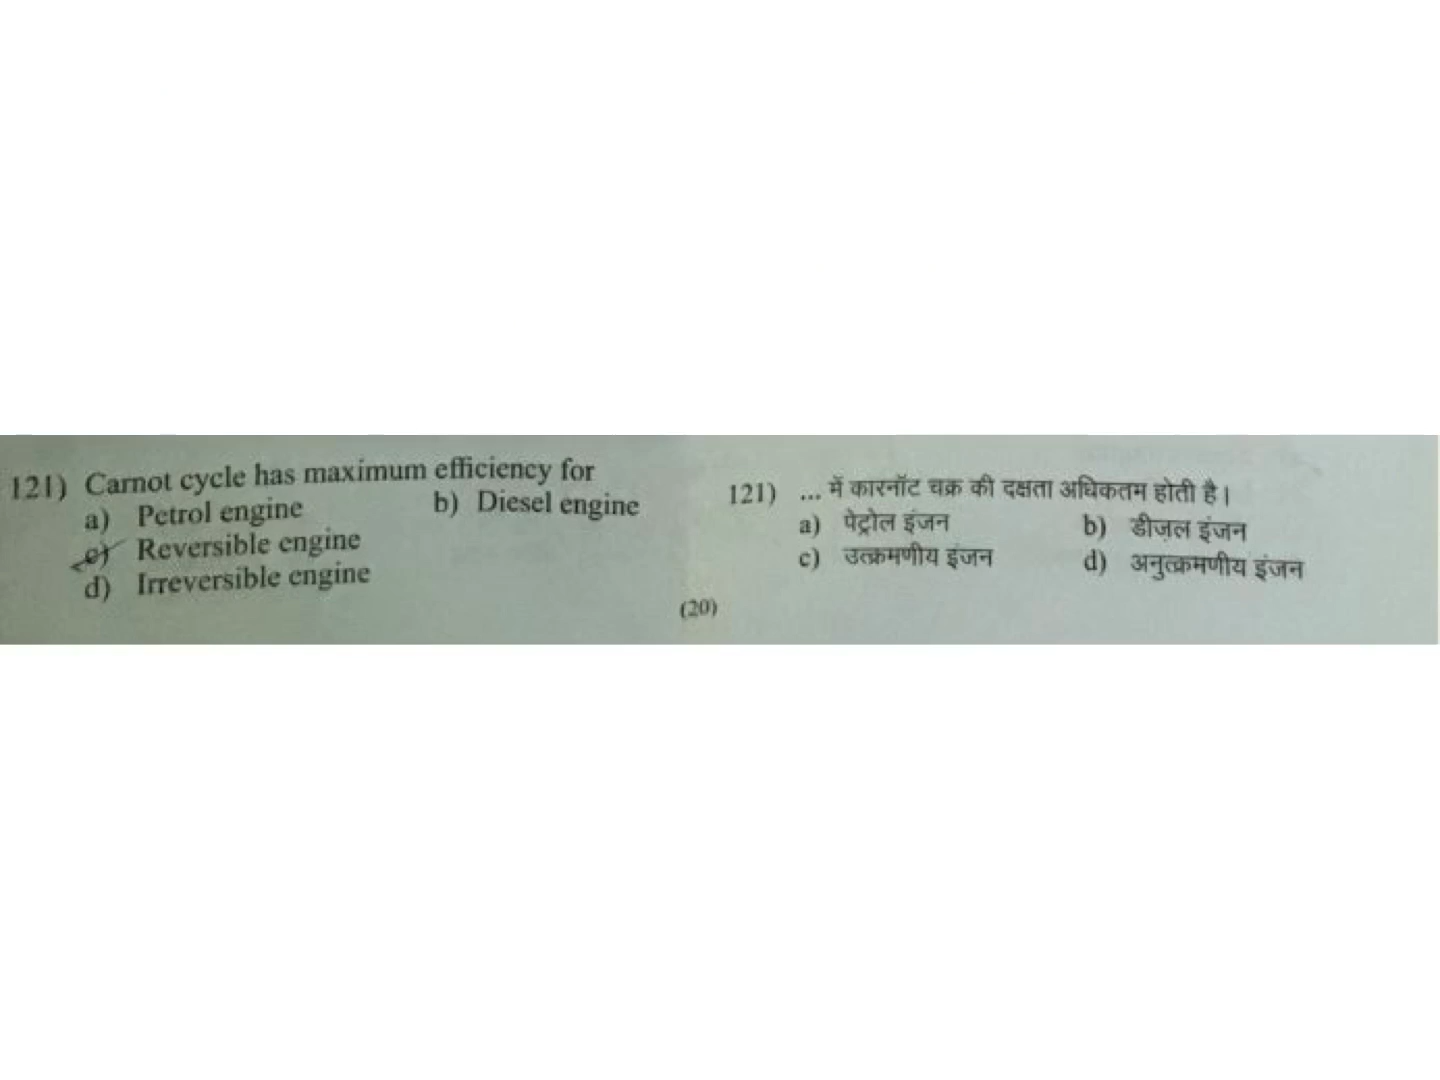 121) Carnot cycle has maximum efficiency for
a) Petrol engine b) Diesel engine
c) Reversible engine
d) Irreversible engine
121) ... में कारनॉट चक्र की दक्षता अधिकतम होती है।
a) पेट्रोल इंजन b) डीज़ल इंजन
c) उत्क्रमणीय इंजन d) अनुत्क्रमणीय इंजन
(20)